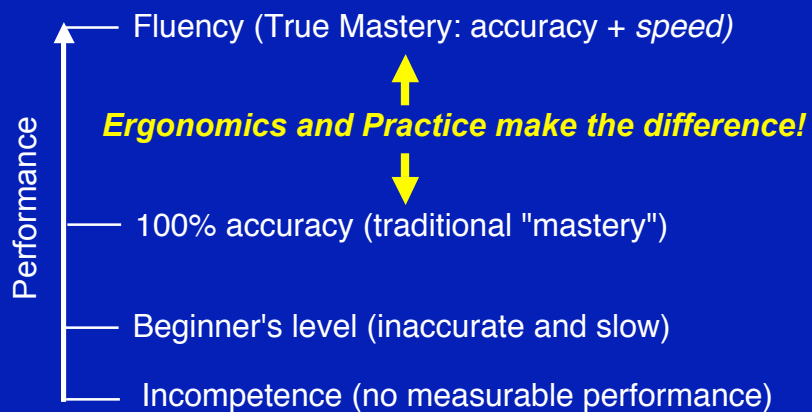 Fluency (True Mastery: accuracy + speed)
Ergonomics and Practice make the difference!
100% accuracy (traditional "mastery")
Beginner's level (inaccurate and slow)
Incompetence (no measurable performance)
Performance